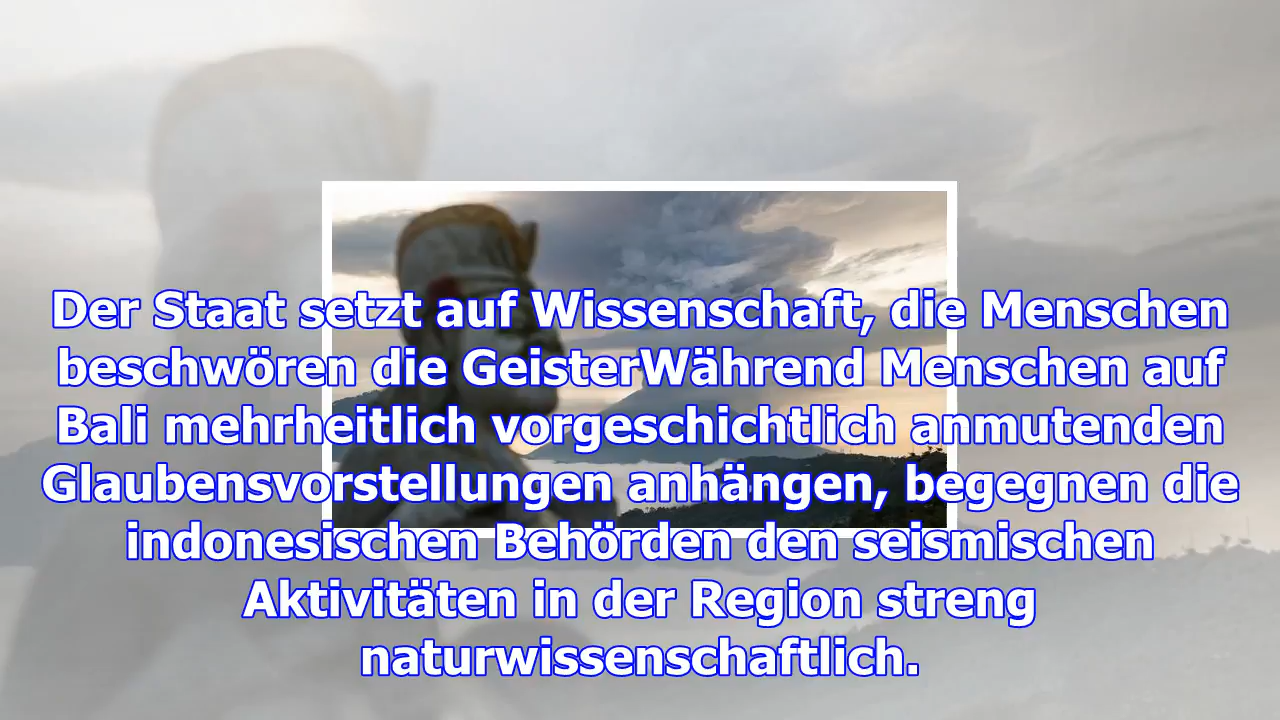 Der Staat setzt auf Wissenschaft, die Menschen
beschwören die GeisterWährend Menschen auf
Bali mehrheitlich vorgeschichtlich anmutenden
Glaubensvorstellungen anhängen, begegnen die
indonesischen Behörden den seismischen
Aktivitäten in der Region streng
naturwissenschaftlich.